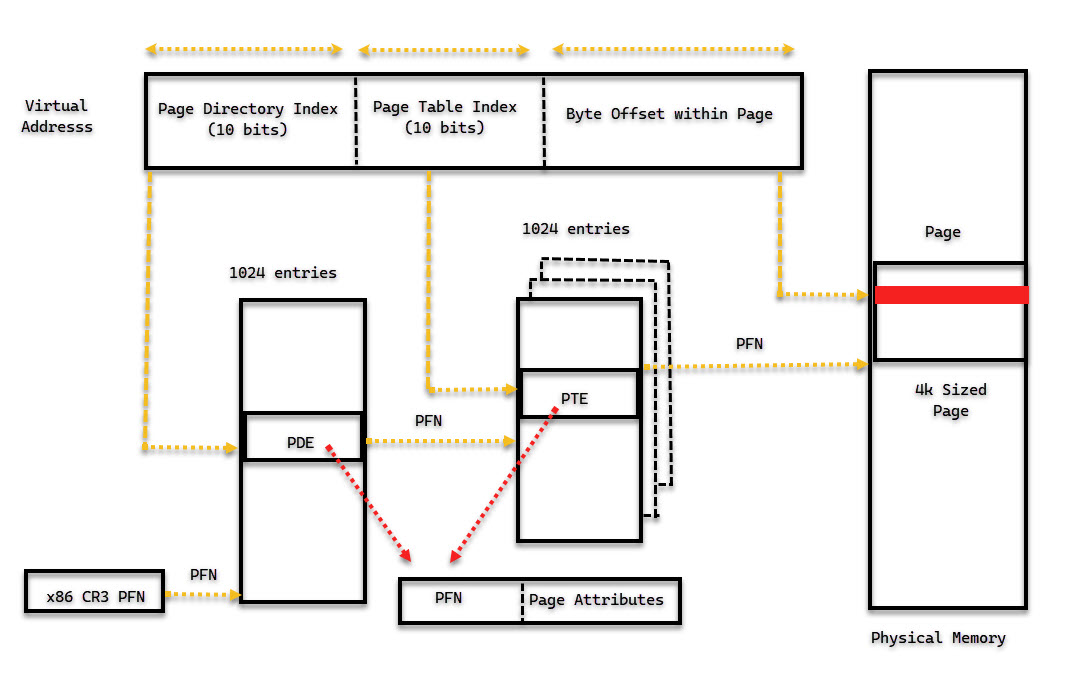 Virtual
Addresss
Page Directory Index
(10 bits)
Page Table Index
(10 bits)
Byte Offset within Page
1024 entries
1024 entries
Page
PFN
PTE
4k Sized
Page
PFN
PDE
PFN
x86 CR3 PFN
PFN
Page Attributes
Physical Memory